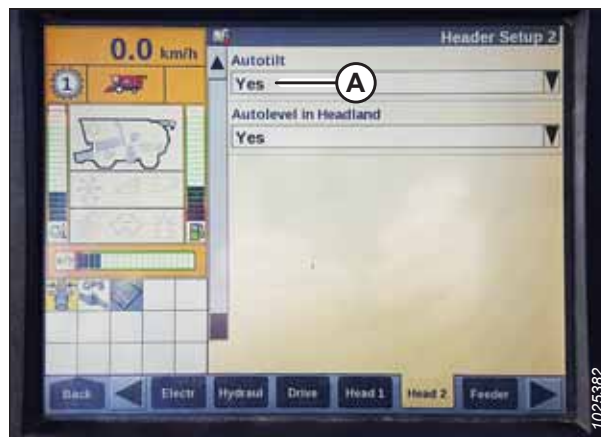 0.0 km/h
Header Setup 2
Autotilt
1
Yes
A
Autolevel in Headland
Yes
Back
Electr
Hydraul
Drive
Head 1
Head 2
Feeder
1025382